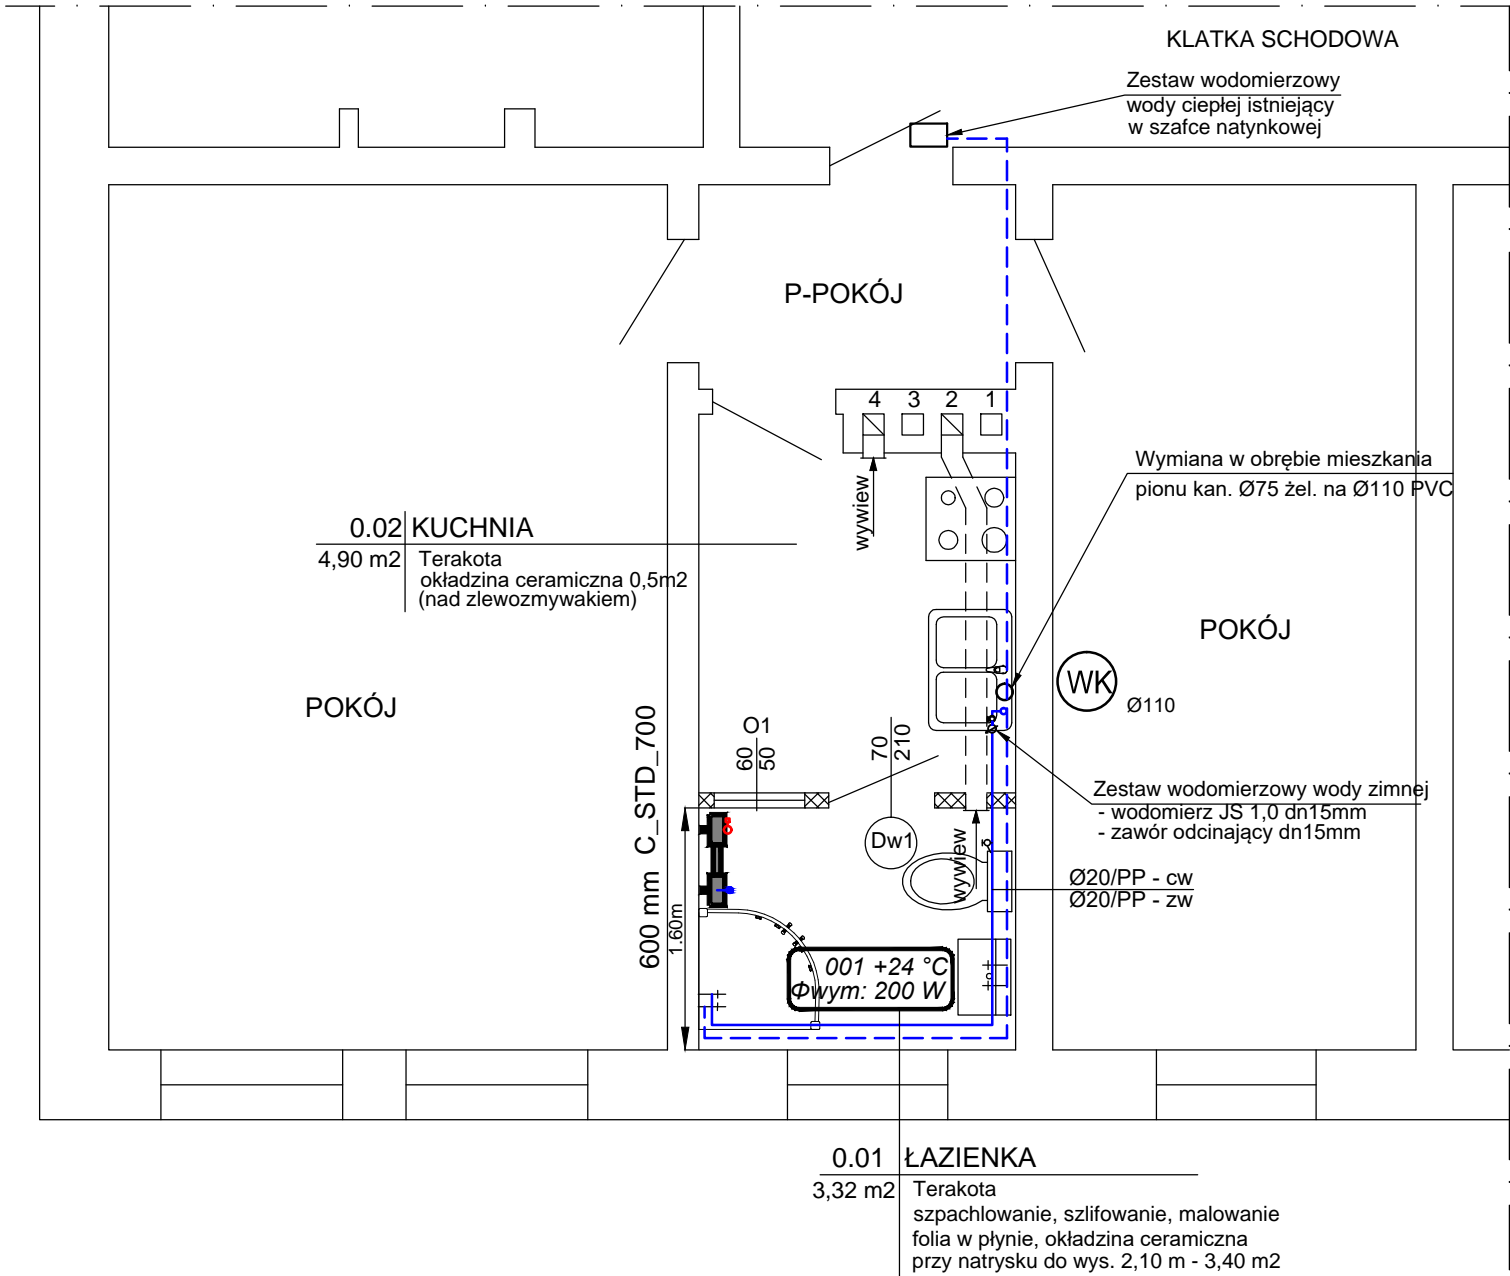 KLATKA SCHODOWA
Zestaw wodomierzowy
wody ciepłej istniejący
w szafce natynkowej
P-POKÓJ
4 3 2 1
wywiew
Wymiana w obrębie mieszkania
pionu kan. Ø75 żel. na Ø110 PVC
0.02 KUCHNIA
4,90 m2 Terakota
okładzina ceramiczna 0,5m2
(nad zlewozmywakiem)
POKÓJ
WK
Ø110
POKÓJ
O1
60
50
70
210
600 mm C_STD_700
1.60m
Zestaw wodomierzowy wody zimnej
- wodomierz JS 1,0 dn15mm
- zawór odcinający dn15mm
Dw1
wywiew
Ø20/PP - cw
Ø20/PP - zw
001 +24 °C
Φwym: 200 W
0.01 ŁAZIENKA
3,32 m2 Terakota
szpachlowanie, szlifowanie, malowanie
folia w płynie, okładzina ceramiczna
przy natrysku do wys. 2,10 m - 3,40 m2